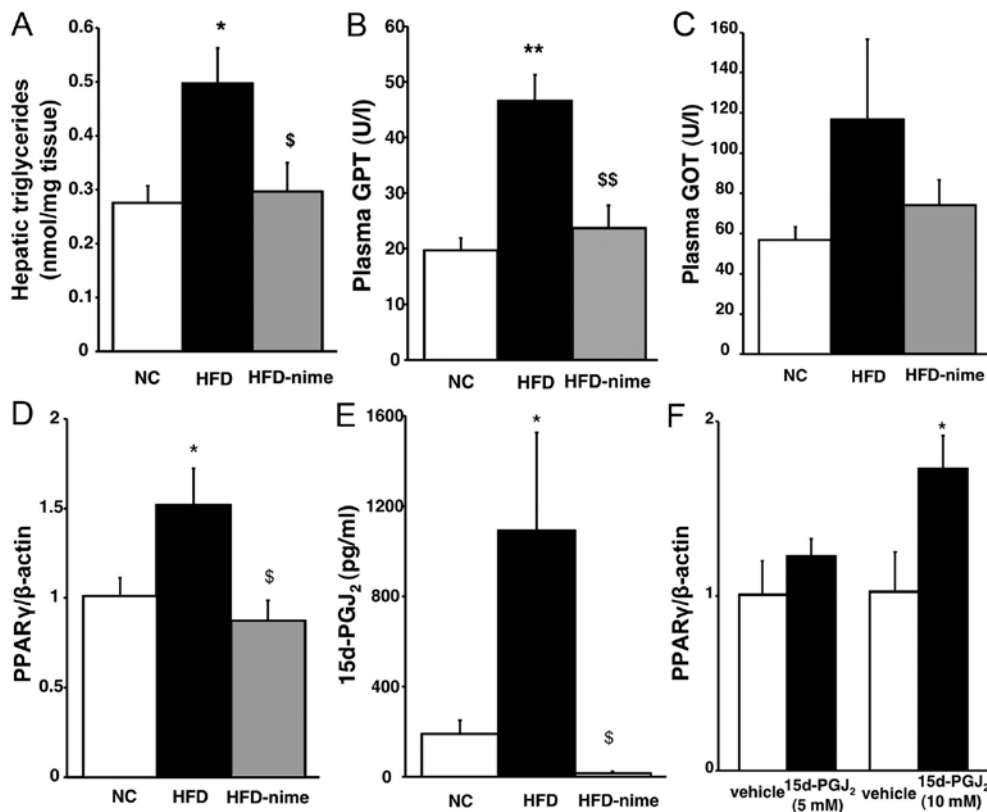 A
Hepatic triglycerides
(nmol/mg tissue)
0.6
0.5
0.4
0.3
0.2
0.1
0
*
$
NC HFD HFD-nime
B
Plasma GPT (U/l)
60
50
40
30
20
10
0
**
$$
NC HFD HFD-nime
C
Plasma GOT (U/l)
160
140
120
100
80
60
40
20
0
NC HFD HFD-nime
D
PPARγ/β-actin
2
1.5
1
0.5
0
*
$
NC HFD HFD-nime
E
15d-PGJ₂ (pg/ml)
1600
1200
800
400
0
*
$
NC HFD HFD-nime
F
PPARγ/β-actin
2
1
0
*
vehicle 15d-PGJ₂ vehicle 15d-PGJ₂
(5 mM) (10 mM)